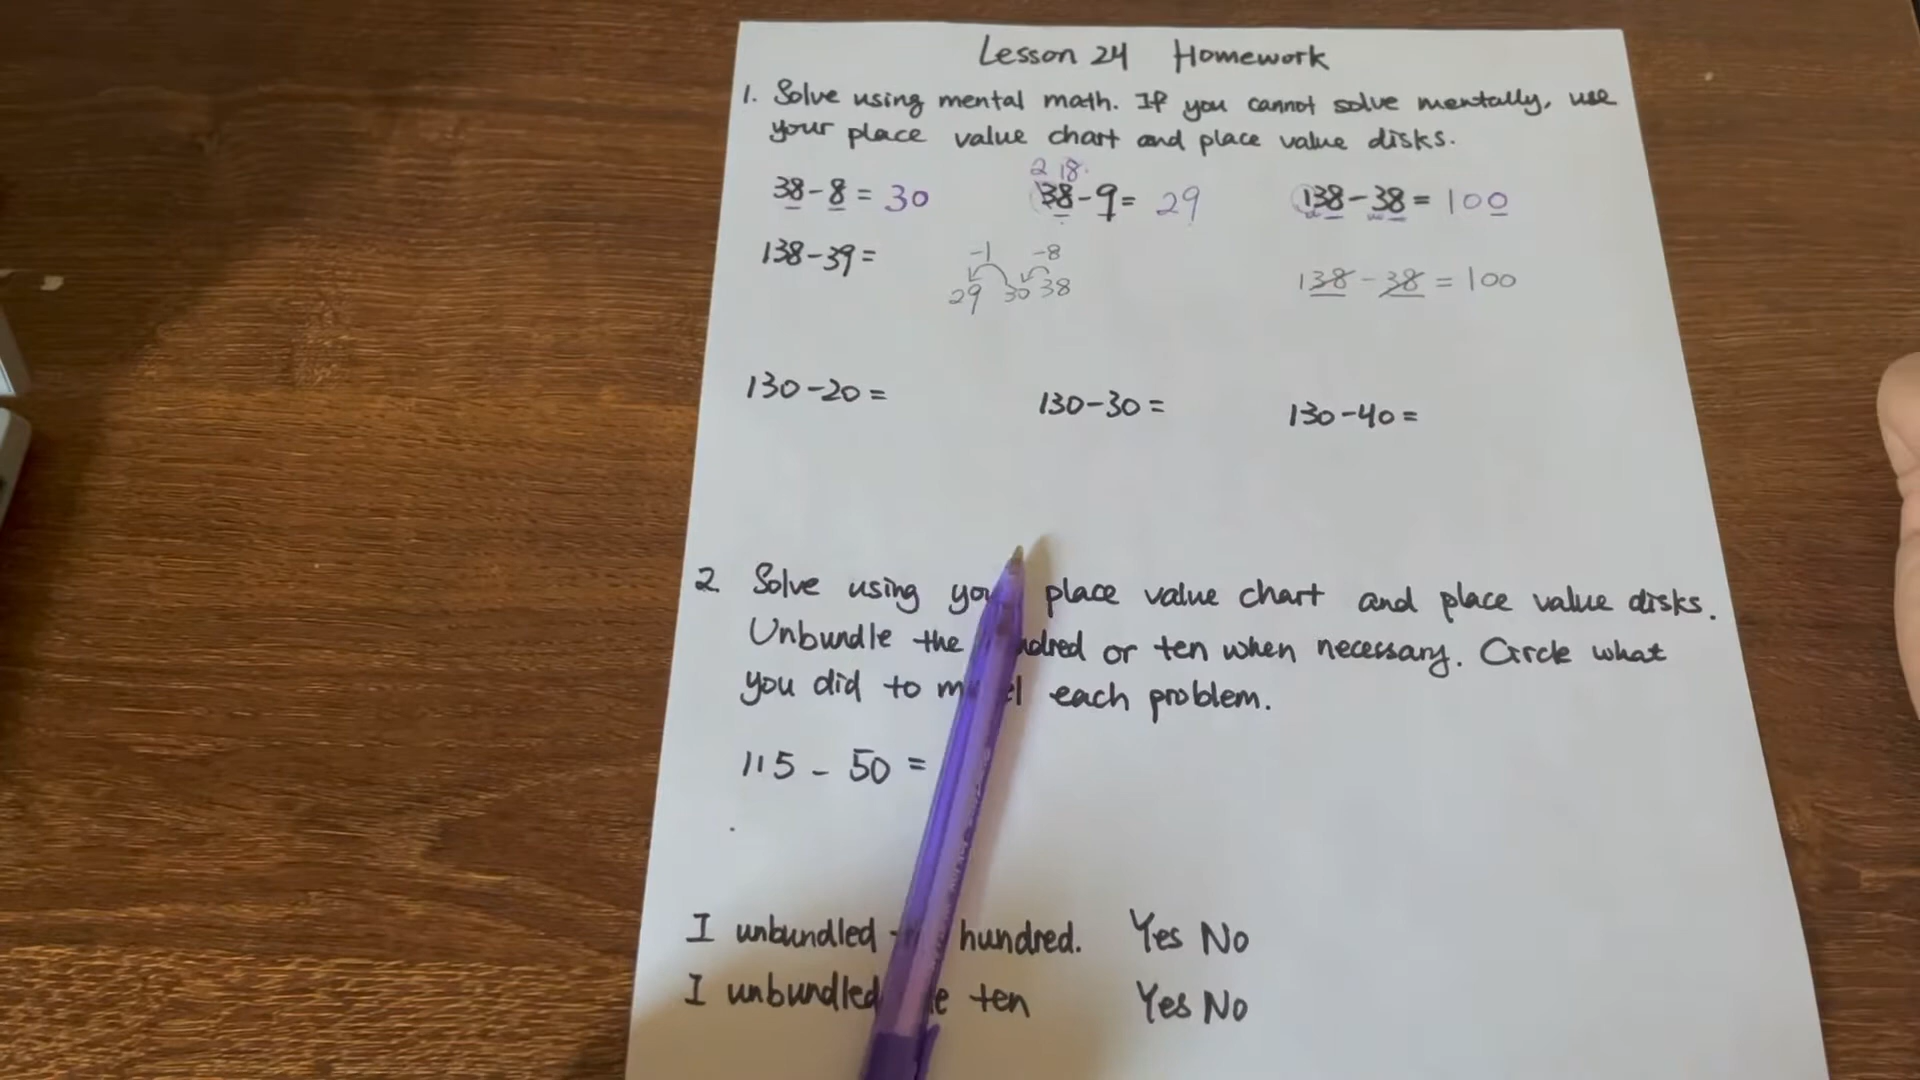 Lesson 24 Homework
1. Solve using mental math. If you cannot solve mentally, use
your place value chart and place value disks.
2 18
38-8 = 30 38-9= 29 138-38 = 100
138-39=
-1 -8
29 30 38
138-38 = 100
130-20= 130-30= 130-40=
2 Solve using place value chart and place value disks.
Unbundle the or ten when necessary. Circle what
you did to each problem.
115 - 50 =
I unbundled hundred. Yes No
I unbundled ten Yes No